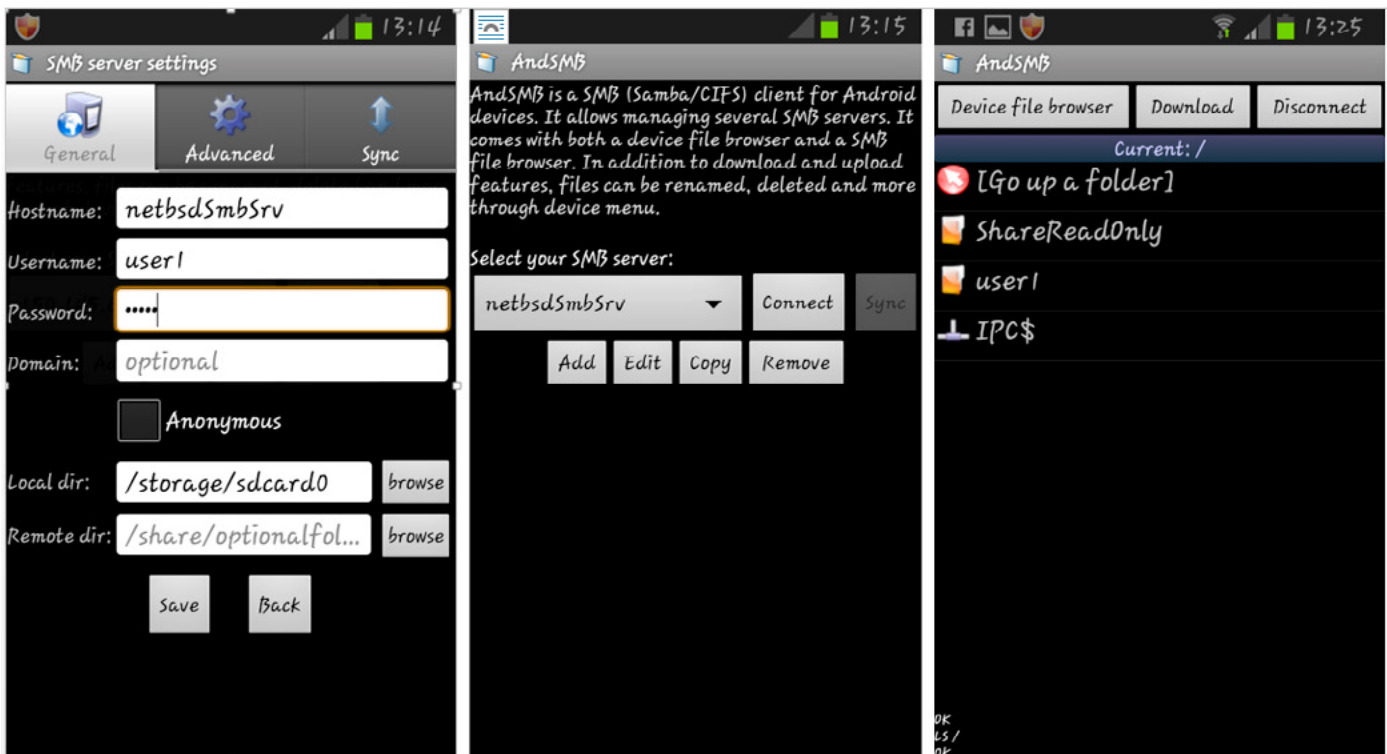 13:14
SMB server settings
General
Advanced
Sync
Hostname: netbsdSmbSrv
Username: user1
Password: •••••
Domain: optional
Anonymous
Local dir: /storage/sdcard0 browse
Remote dir: /share/optionalfol... browse
Save Back
13:15
AndSMB
AndSMB is a SMB (Samba/CIFS) client for Android
devices. It allows managing several SMB servers. It
comes with both a device file browser and a SMB
file browser. In addition to download and upload
features, files can be renamed, deleted and more
through device menu.
Select your SMB server:
netbsdSmbSrv Connect Sync
Add Edit Copy Remove
13:25
AndSMB
Device file browser Download Disconnect
Current: /
[Go up a folder]
ShareReadOnly
user1
IPC$
OK
LS /
OK